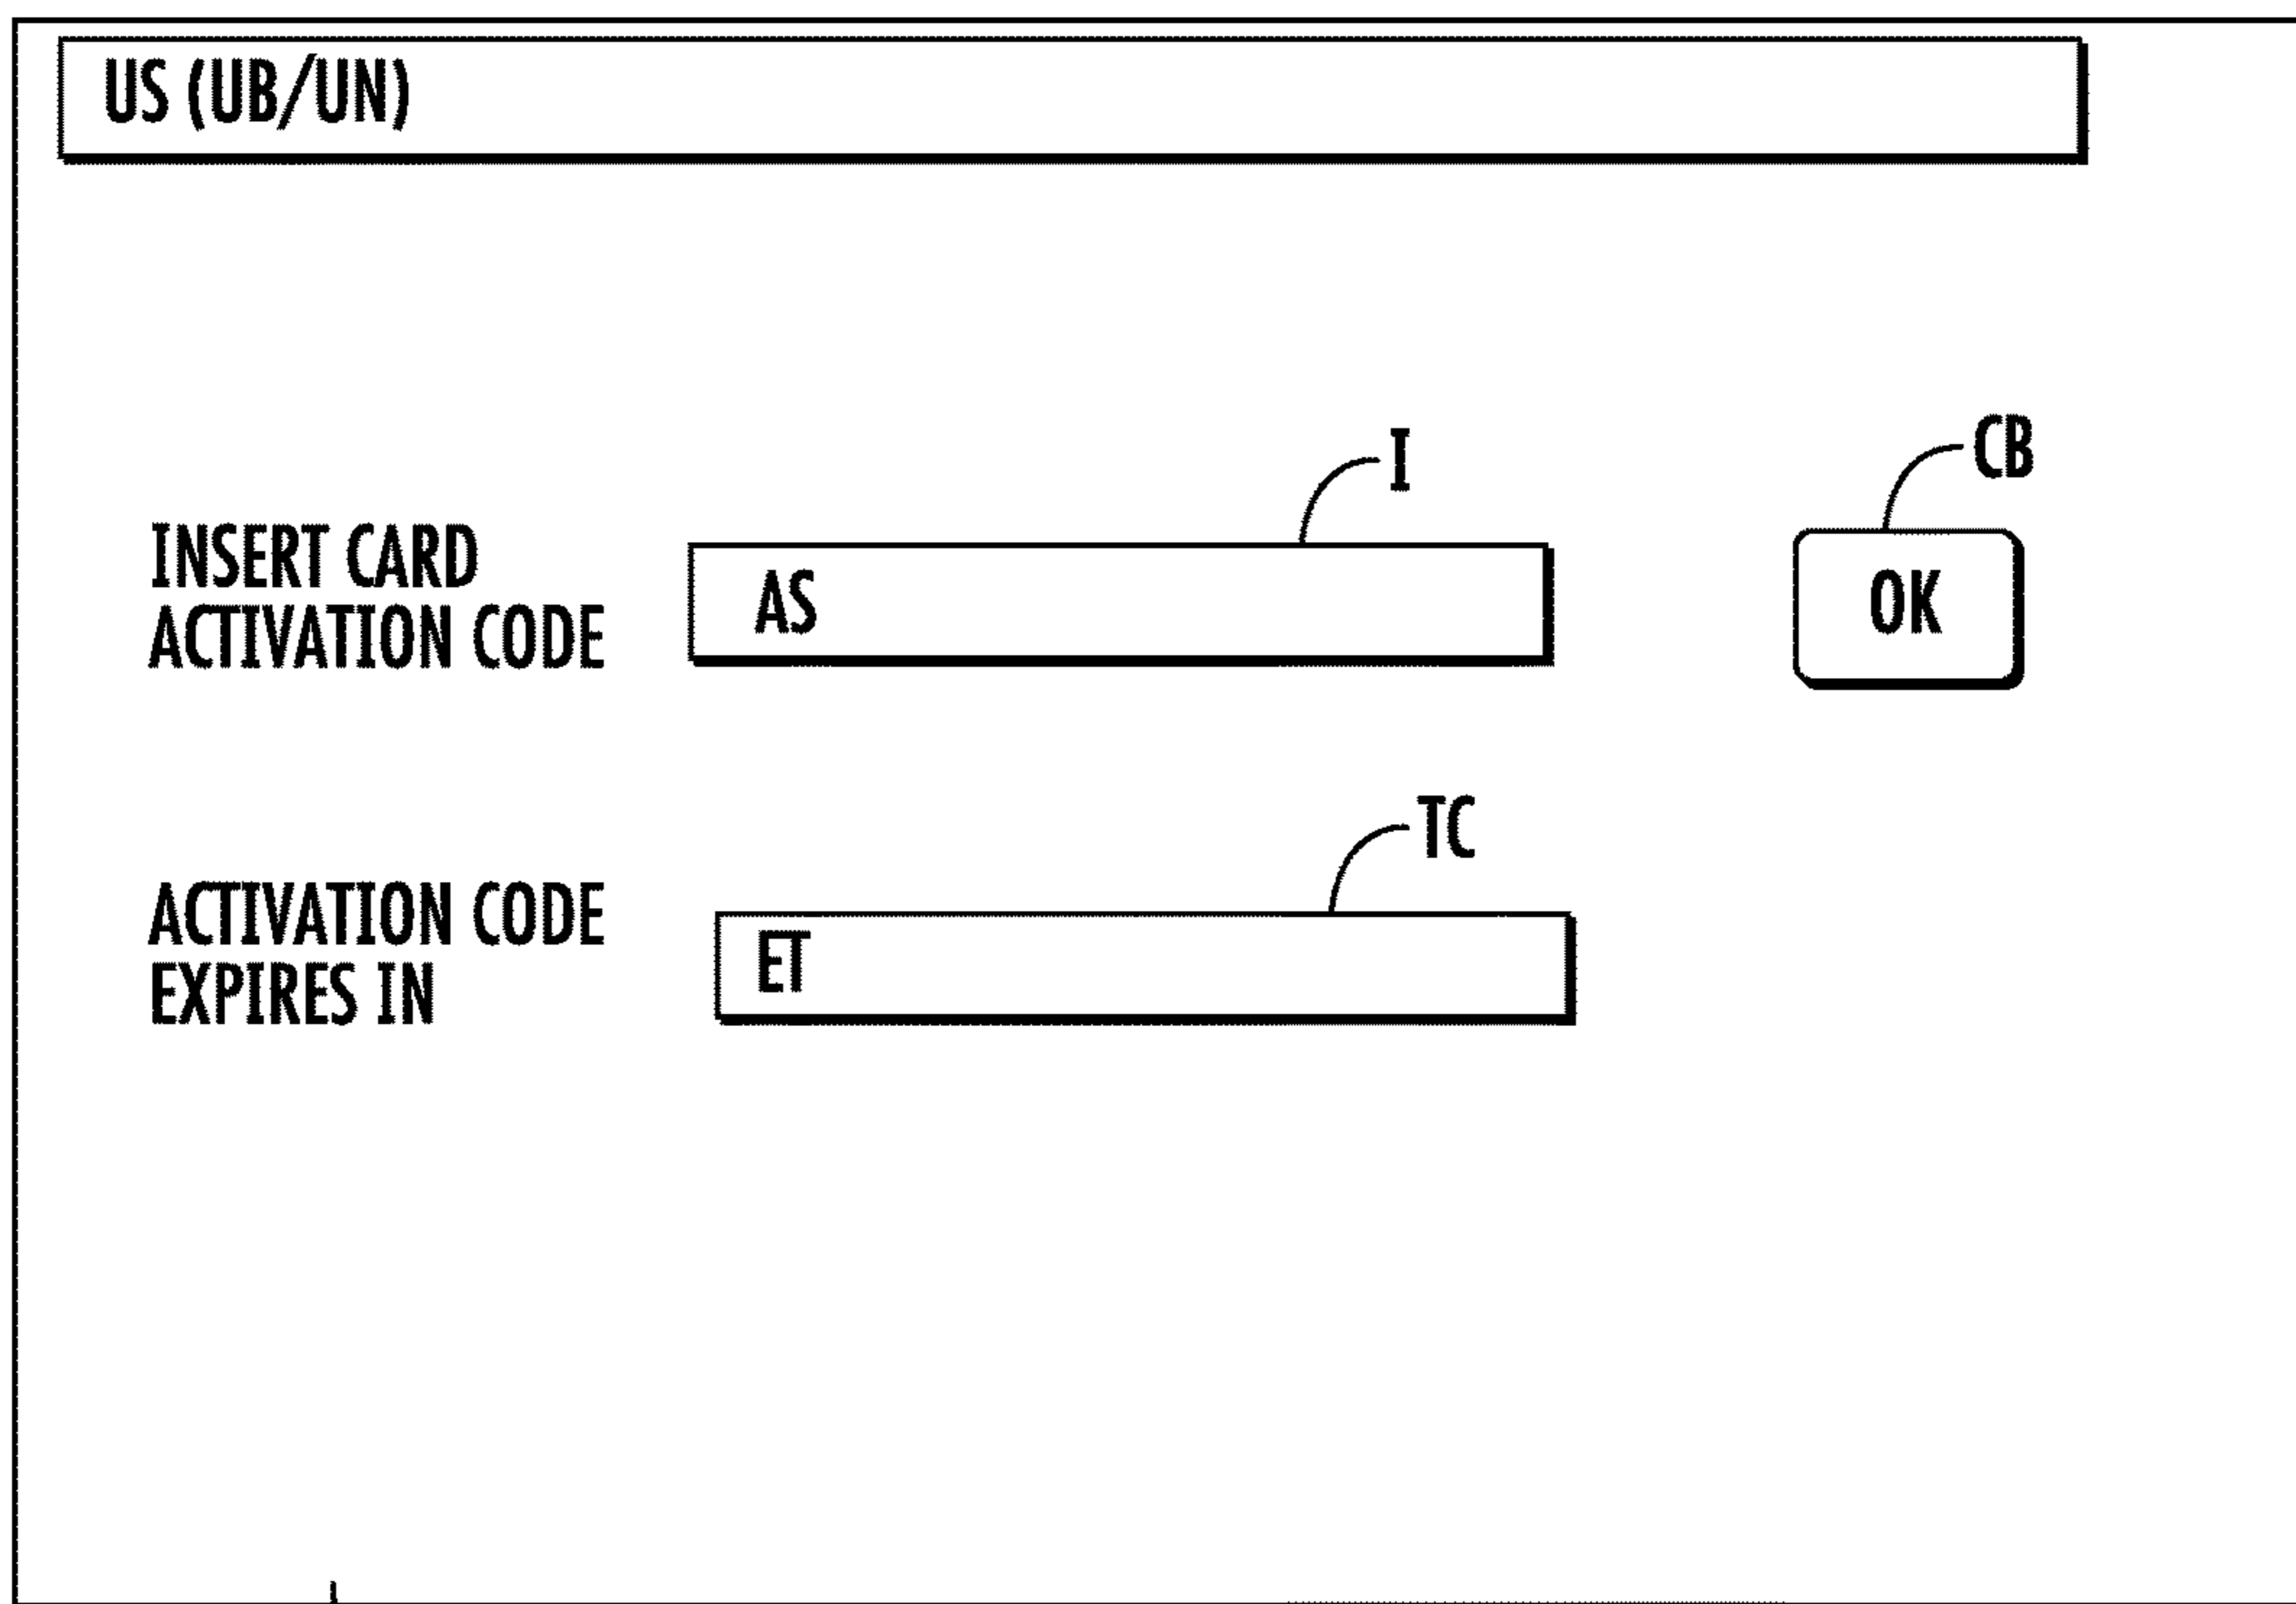 US (UB/UN)
I
CB
INSERT CARD
ACTIVATION CODE
AS
OK
TC
ACTIVATION CODE
EXPIRES IN
ET